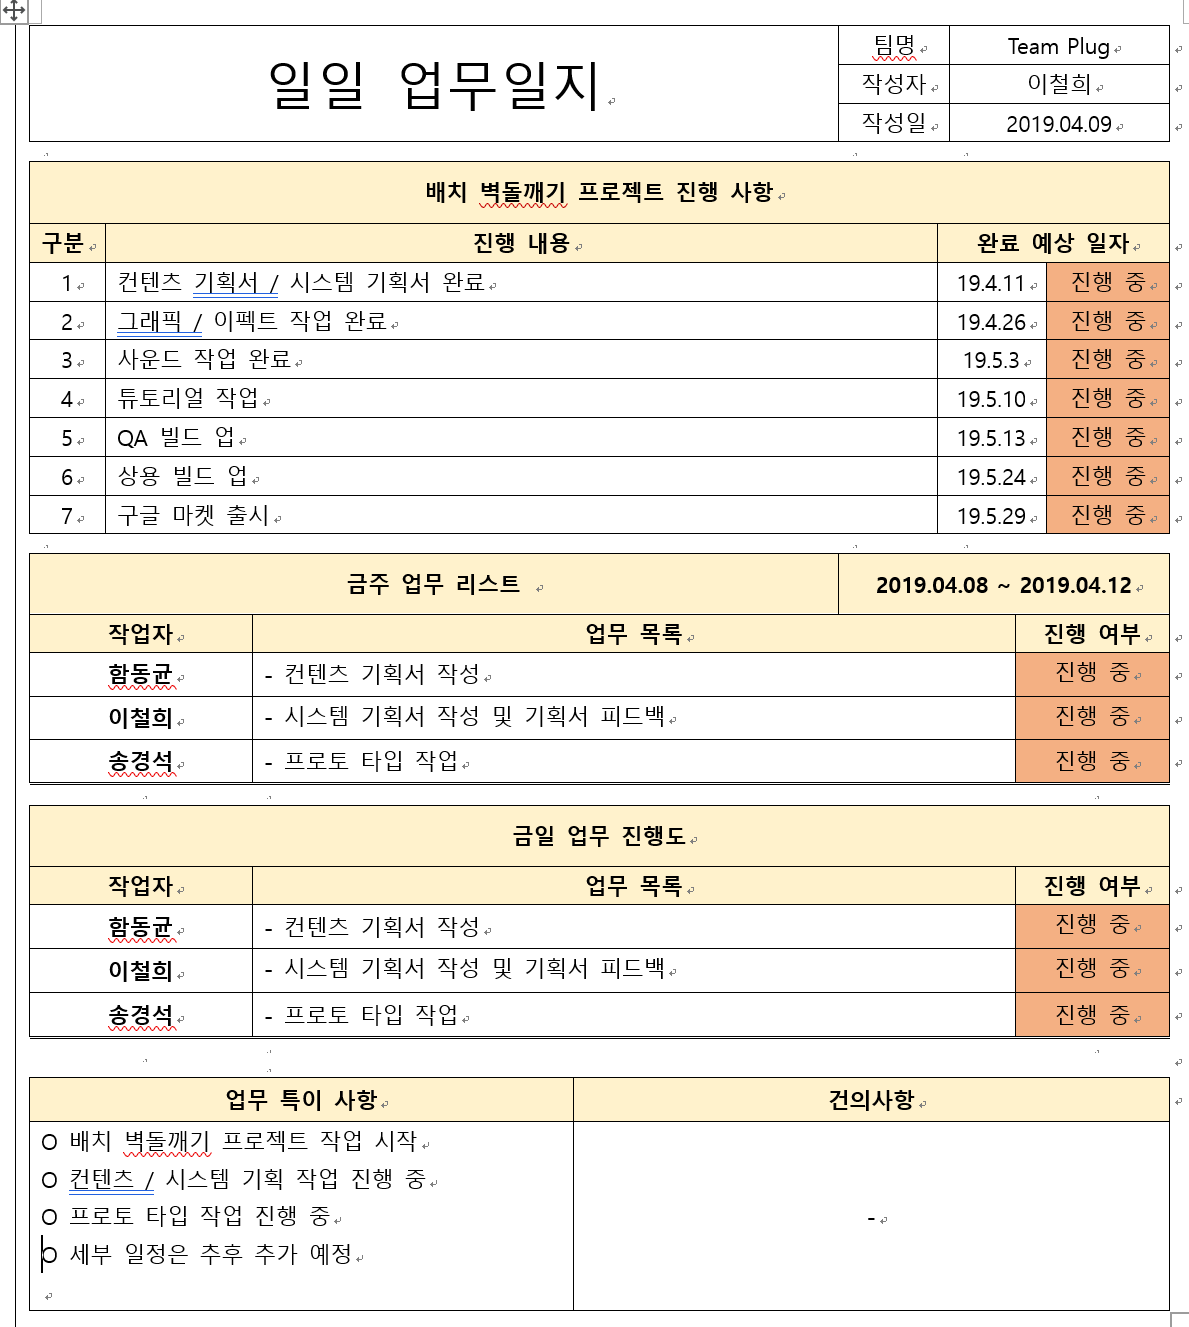 일일 업무일지
팀명 Team Plug
작성자 이철희
작성일 2019.04.09
배치 벽돌깨기 프로젝트 진행 사항
구분 진행 내용 완료 예상 일자
1 컨텐츠 기획서 / 시스템 기획서 완료 19.4.11 진행 중
2 그래픽 / 이펙트 작업 완료 19.4.26 진행 중
3 사운드 작업 완료 19.5.3 진행 중
4 튜토리얼 작업 19.5.10 진행 중
5 QA 빌드 업 19.5.13 진행 중
6 상용 빌드 업 19.5.24 진행 중
7 구글 마켓 출시 19.5.29 진행 중
금주 업무 리스트 2019.04.08 ~ 2019.04.12
작업자 업무 목록 진행 여부
함동균 - 컨텐츠 기획서 작성 진행 중
이철희 - 시스템 기획서 작성 및 기획서 피드백 진행 중
송경석 - 프로토 타입 작업 진행 중
금일 업무 진행도
작업자 업무 목록 진행 여부
함동균 - 컨텐츠 기획서 작성 진행 중
이철희 - 시스템 기획서 작성 및 기획서 피드백 진행 중
송경석 - 프로토 타입 작업 진행 중
업무 특이 사항 건의사항
O 배치 벽돌깨기 프로젝트 작업 시작
O 컨텐츠 / 시스템 기획 작업 진행 중
O 프로토 타입 작업 진행 중
O 세부 일정은 추후 추가 예정
-